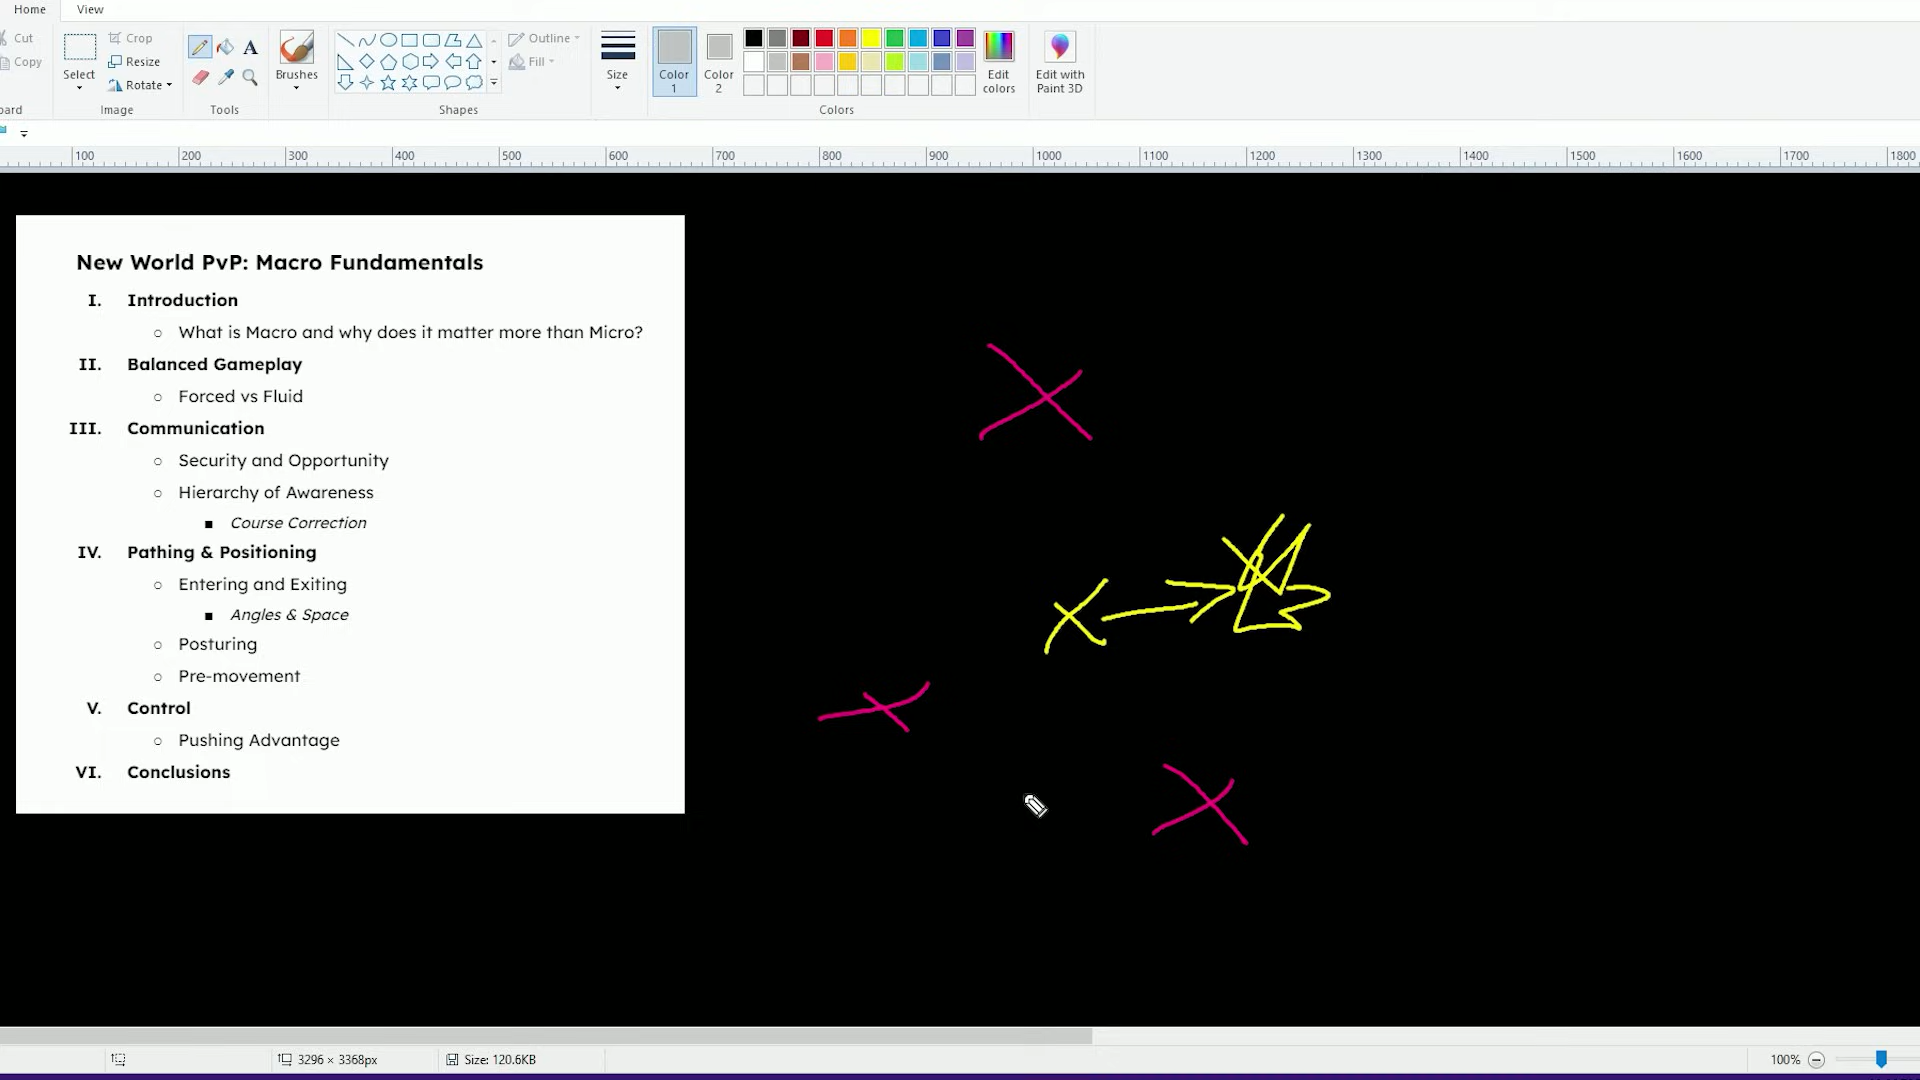 Home View
Cut
Copy
Select
Crop
Resize
Rotate
A
Brushes
Outline
Fill
Size
Color 1
Color 2
Edit colors
Edit with Paint 3D
ard
Image
Tools
Shapes
Colors
100 200 300 400 500 600 700 800 900 1000 1100 1200 1300 1400 1500 1600 1700 1800
New World PvP: Macro Fundamentals
I. Introduction
○ What is Macro and why does it matter more than Micro?
II. Balanced Gameplay
○ Forced vs Fluid
III. Communication
○ Security and Opportunity
○ Hierarchy of Awareness
■ Course Correction
IV. Pathing & Positioning
○ Entering and Exiting
■ Angles & Space
○ Posturing
○ Pre-movement
V. Control
○ Pushing Advantage
VI. Conclusions
3296 × 3368px
Size: 120.6KB
100%